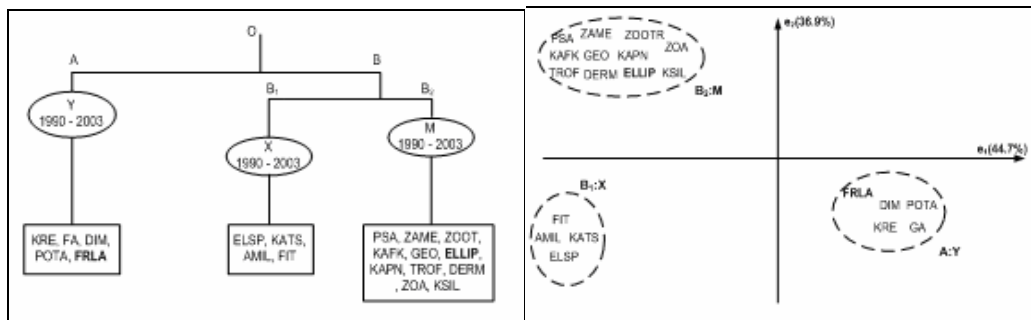 O
A
B
B₁
B₂
Y
1990 - 2003
X
1990 - 2003
M
1990 - 2003
KRE, FA, DIM,
POTA, FRLA
ELSP, KATS,
AMIL, FIT
PSA, ZAME, ZOOT,
KAFK, GEO, ELLIP,
KAPN, TROF, DERM
, ZOA, KSIL
e₂(36.9%)
PSA ZAME ZOOTR
ZOA
KAFK GEO KAPN
TROF DERM ELLIP KSIL
B₂:M
e₁(44.7%)
B₁:X
FIT
AMIL KATS
ELSP
FRLA
DIM POTA
KRE GA
A:Y